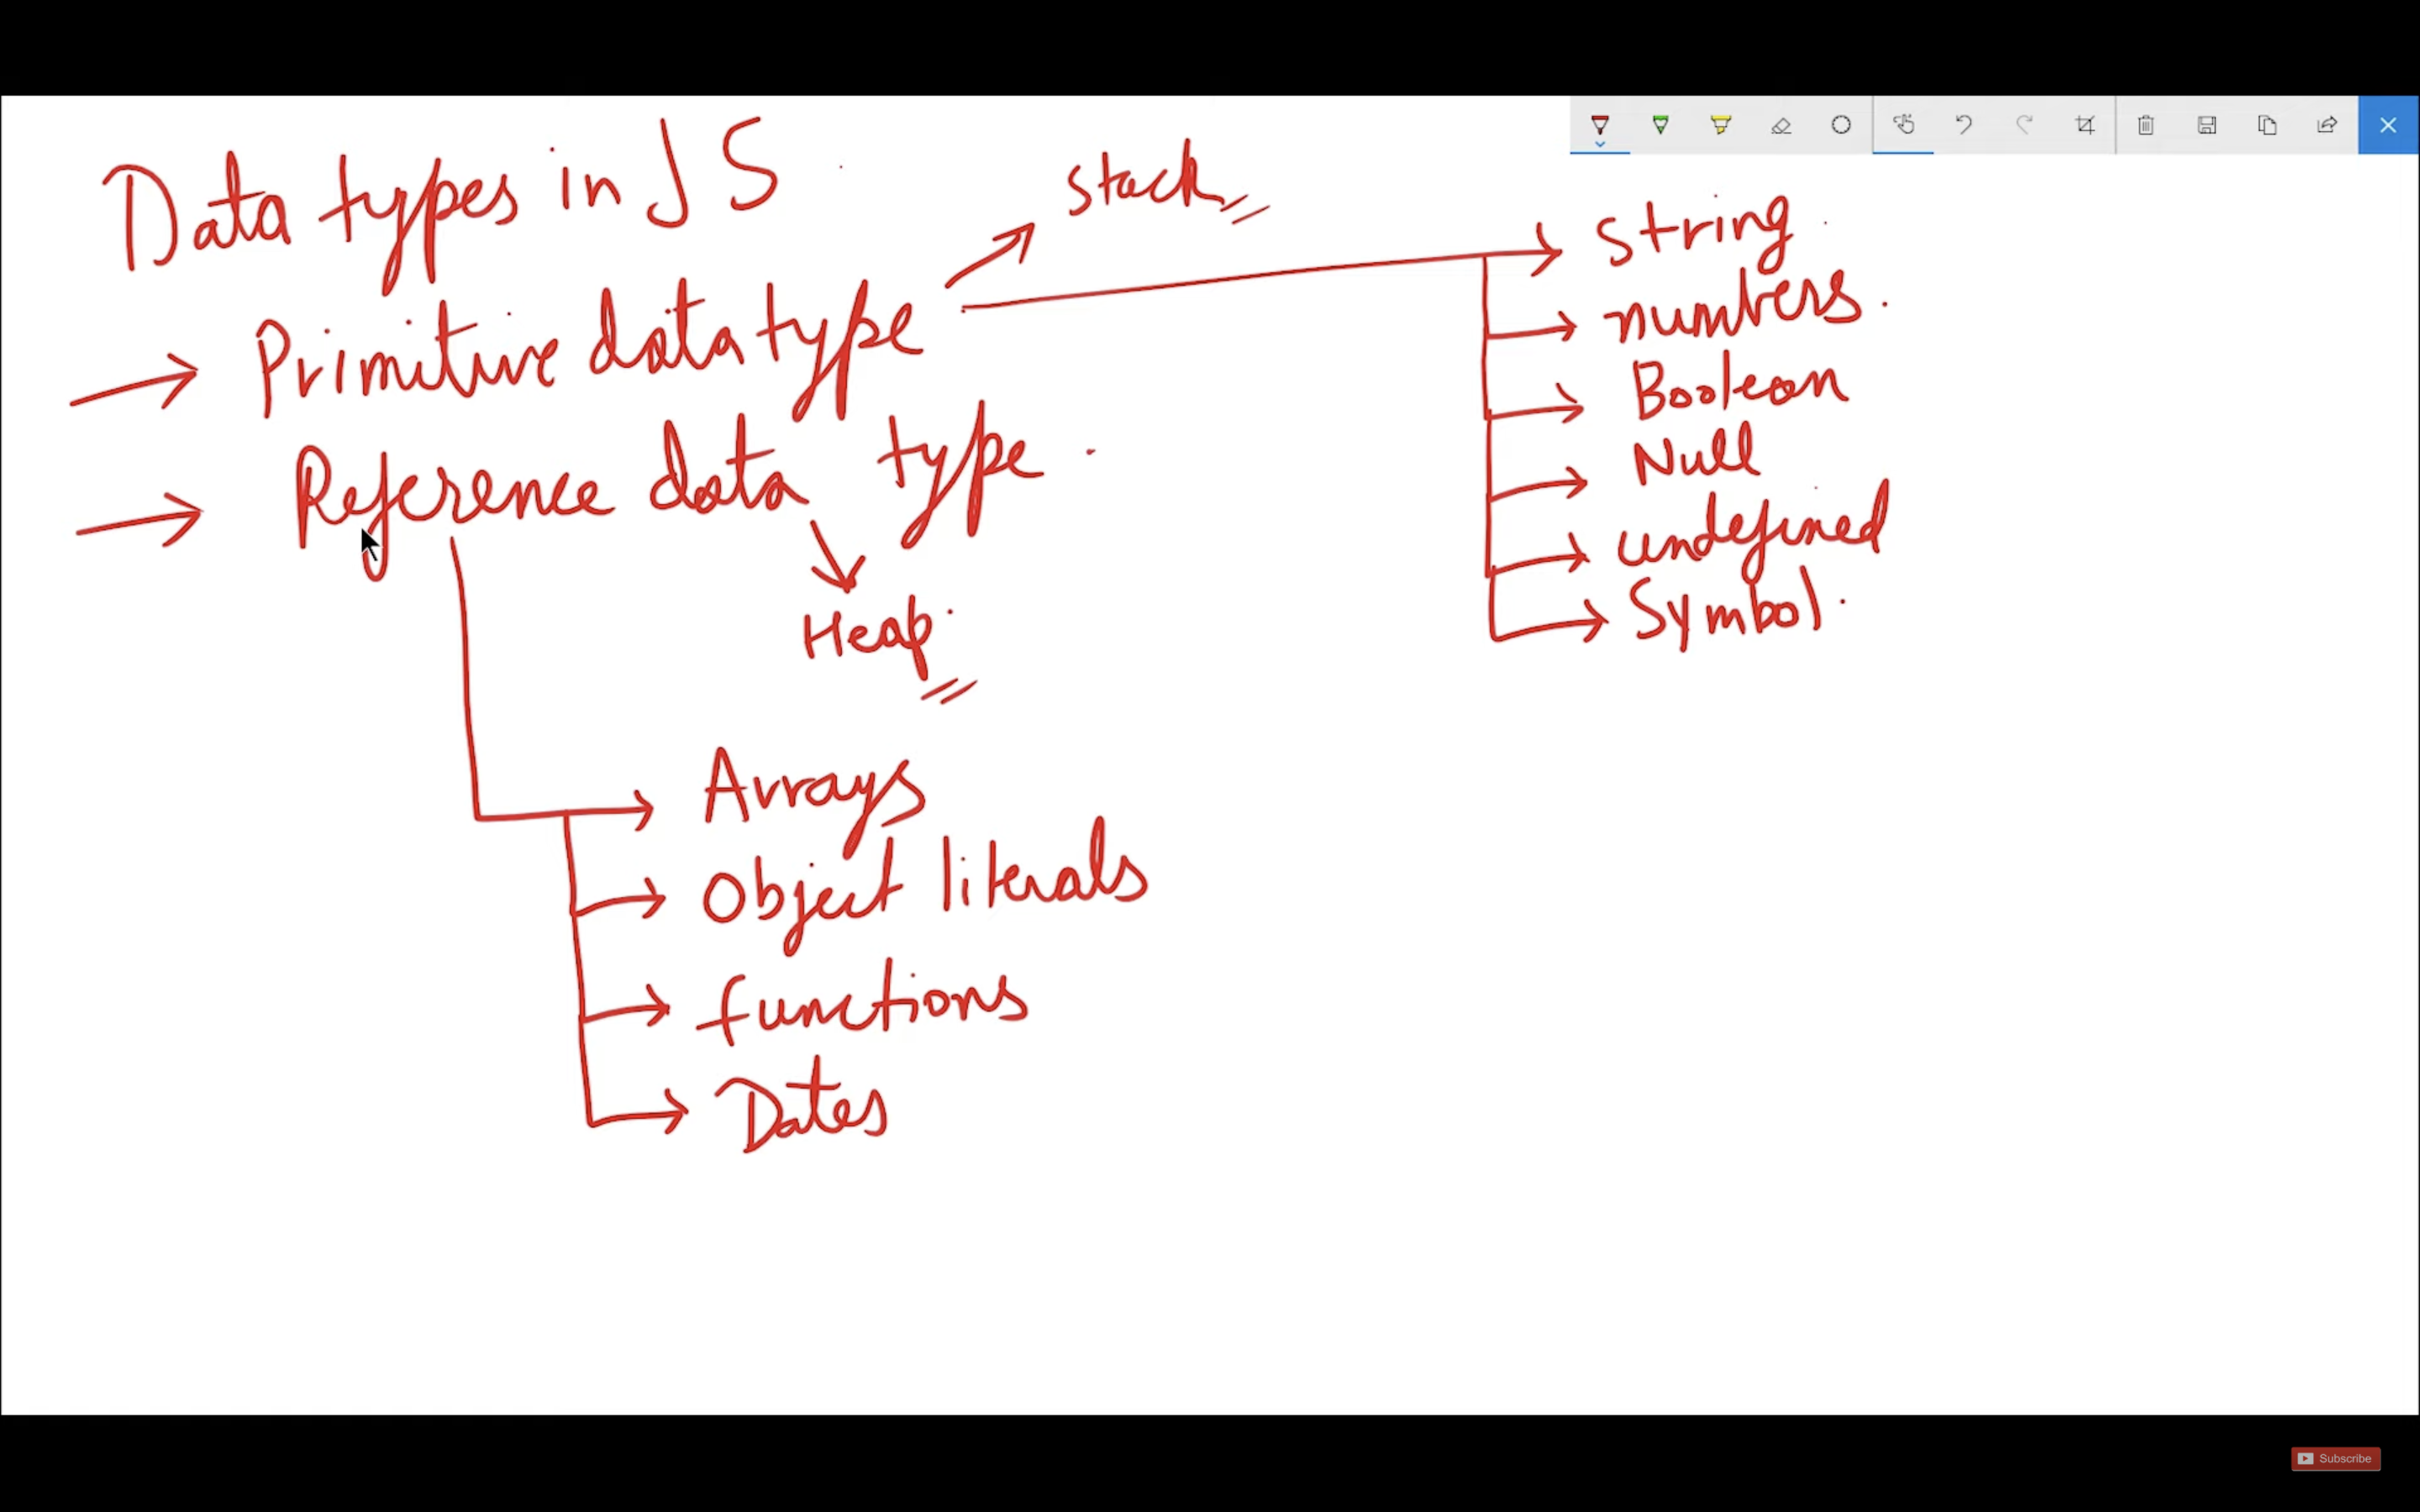 Data types in JS
Stack
→ Primitive data type
→ Reference data type.
Heap.
String
numbers.
Boolean
Null
undefined
Symbol.
Arrays
Object literals
functions
Dates
Subscribe